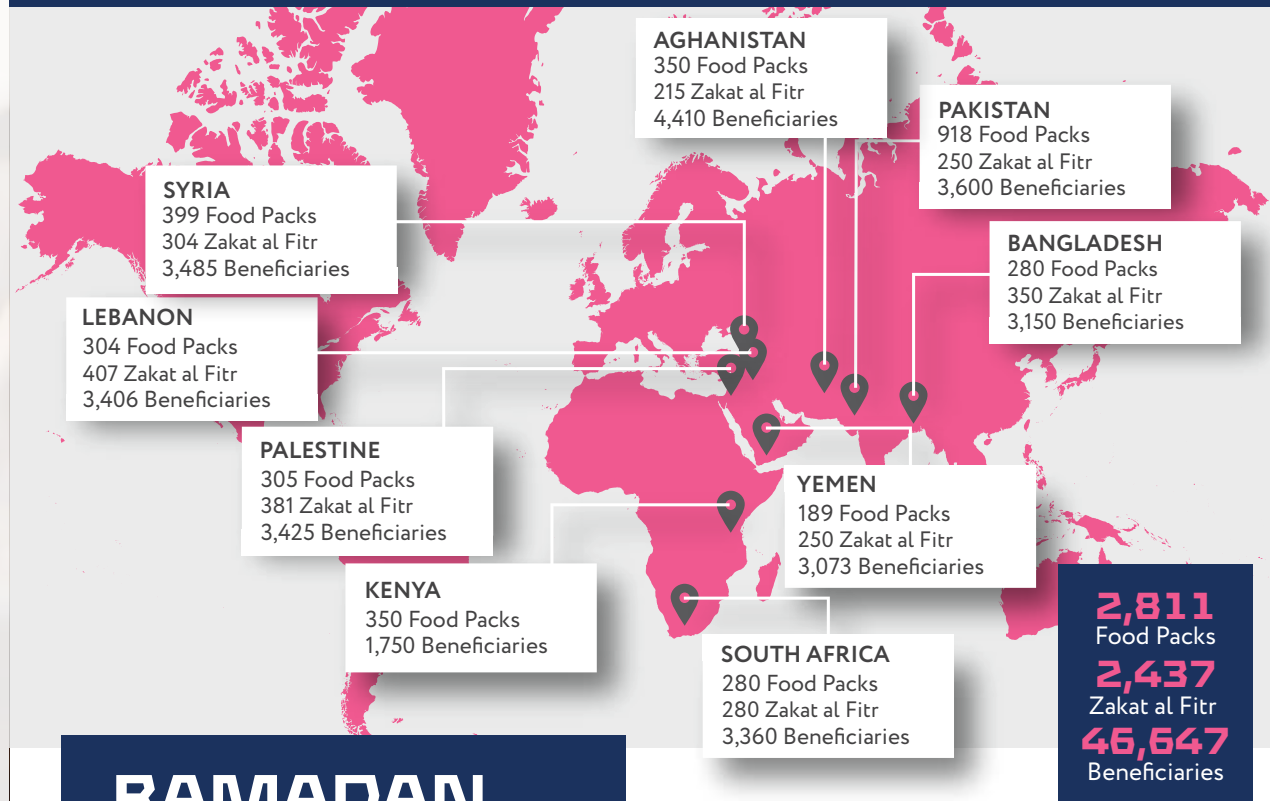 AGHANISTAN
350 Food Packs
215 Zakat al Fitr
4,410 Beneficiaries
PAKISTAN
918 Food Packs
250 Zakat al Fitr
3,600 Beneficiaries
SYRIA
399 Food Packs
304 Zakat al Fitr
3,485 Beneficiaries
BANGLADESH
280 Food Packs
350 Zakat al Fitr
3,150 Beneficiaries
LEBANON
304 Food Packs
407 Zakat al Fitr
3,406 Beneficiaries
PALESTINE
305 Food Packs
381 Zakat al Fitr
3,425 Beneficiaries
YEMEN
189 Food Packs
250 Zakat al Fitr
3,073 Beneficiaries
KENYA
350 Food Packs
1,750 Beneficiaries
SOUTH AFRICA
280 Food Packs
280 Zakat al Fitr
3,360 Beneficiaries
2,811
Food Packs
2,437
Zakat al Fitr
46,647
Beneficiaries
RAMADAN